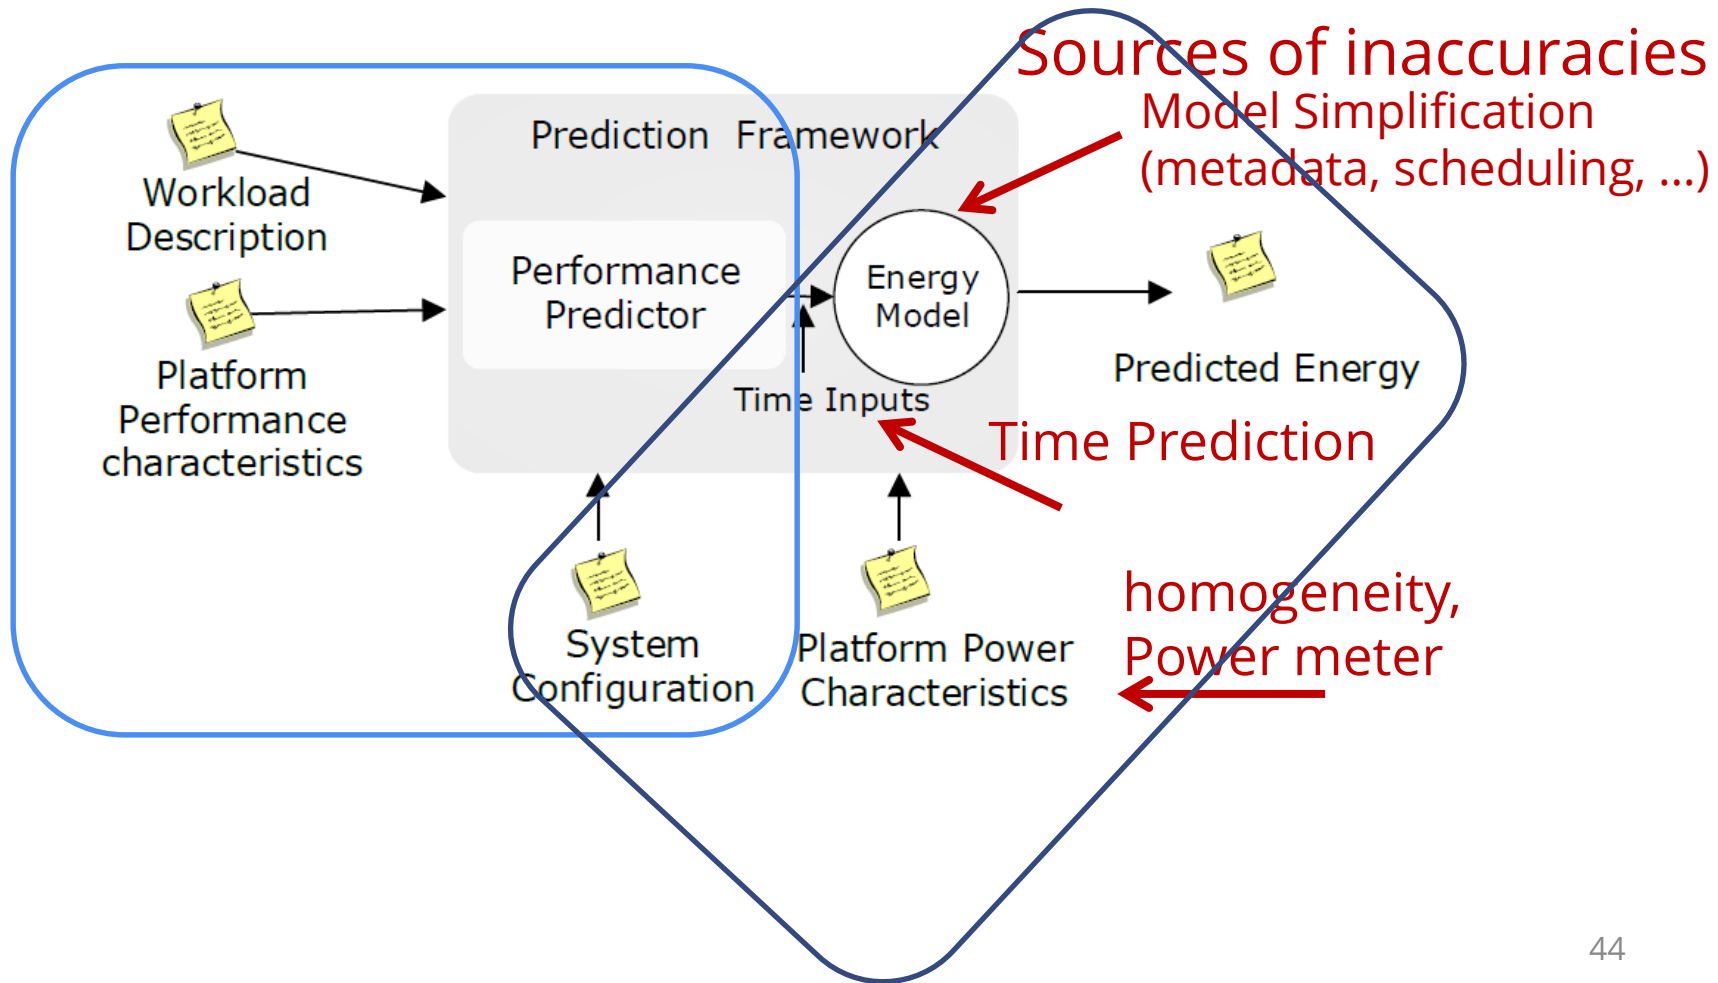 Sources of inaccuracies
Model Simplification
(metadata, scheduling, ...)
Prediction Framework
Workload
Description
Performance
Predictor
Energy
Model
Platform
Performance
characteristics
Time Inputs
Predicted Energy
Time Prediction
homogeneity,
Power meter
System
Configuration
Platform Power
Characteristics
44